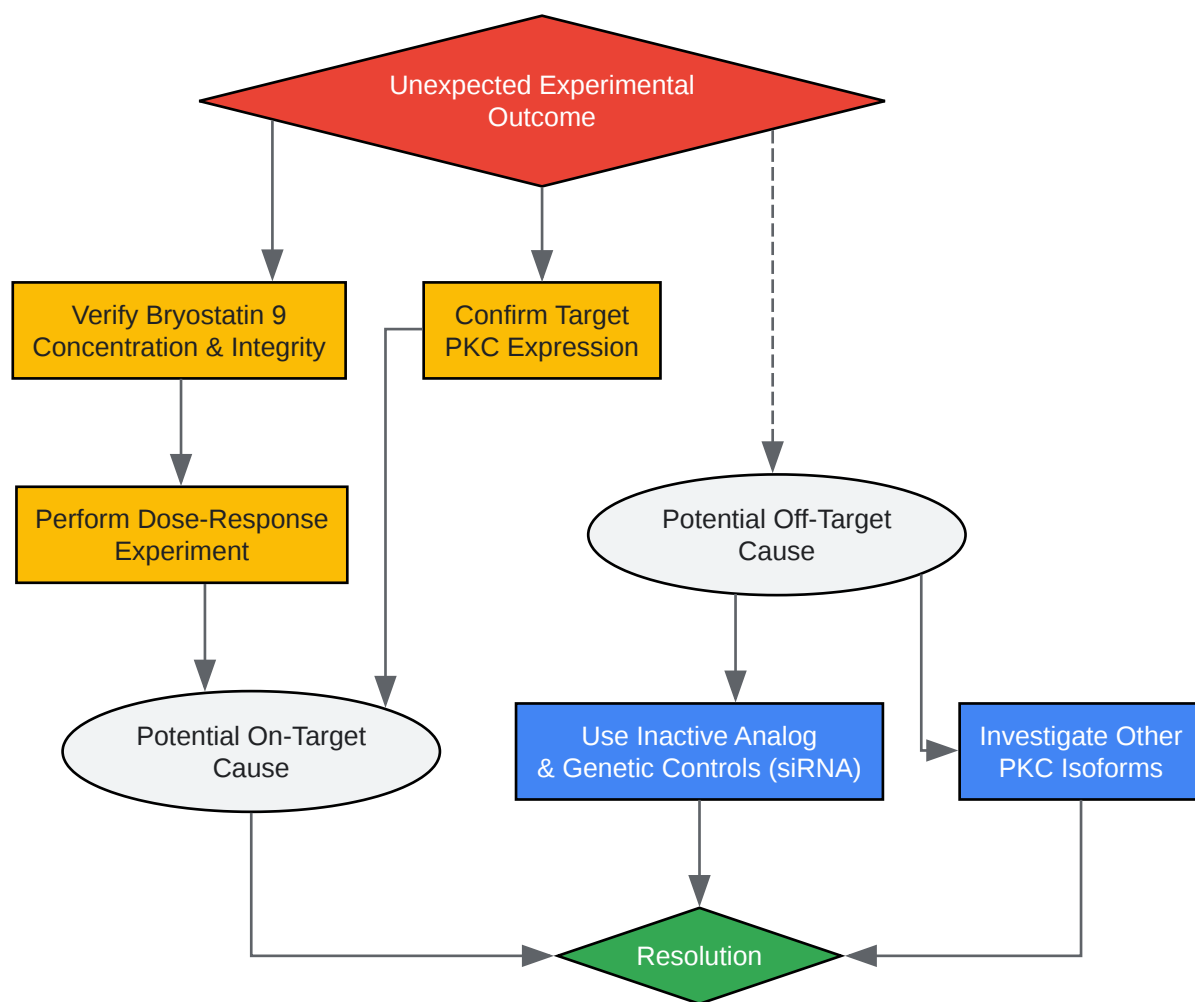 Unexpected Experimental
Outcome
Verify Bryostatin 9
Concentration & Integrity
Confirm Target
PKC Expression
Perform Dose-Response
Experiment
Potential Off-Target
Cause
Potential On-Target
Cause
Use Inactive Analog
& Genetic Controls (siRNA)
Investigate Other
PKC Isoforms
Resolution